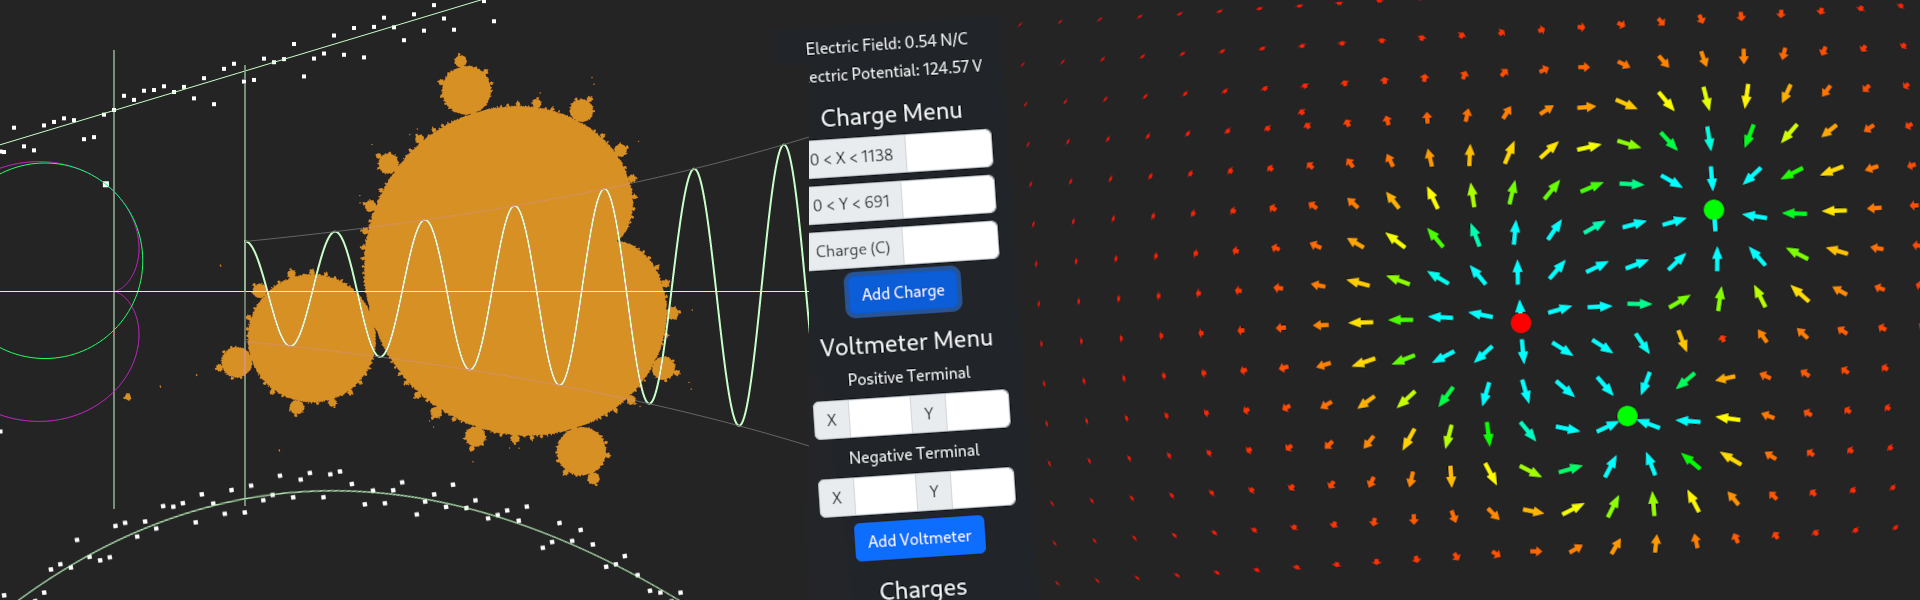 Electric Field: 0.54 N/C
ectric Potential: 124.57 V
Charge Menu
0 < X < 1138
0 < Y < 691
Charge (C)
Add Charge
Voltmeter Menu
Positive Terminal
X Y
Negative Terminal
X Y
Add Voltmeter
Charges